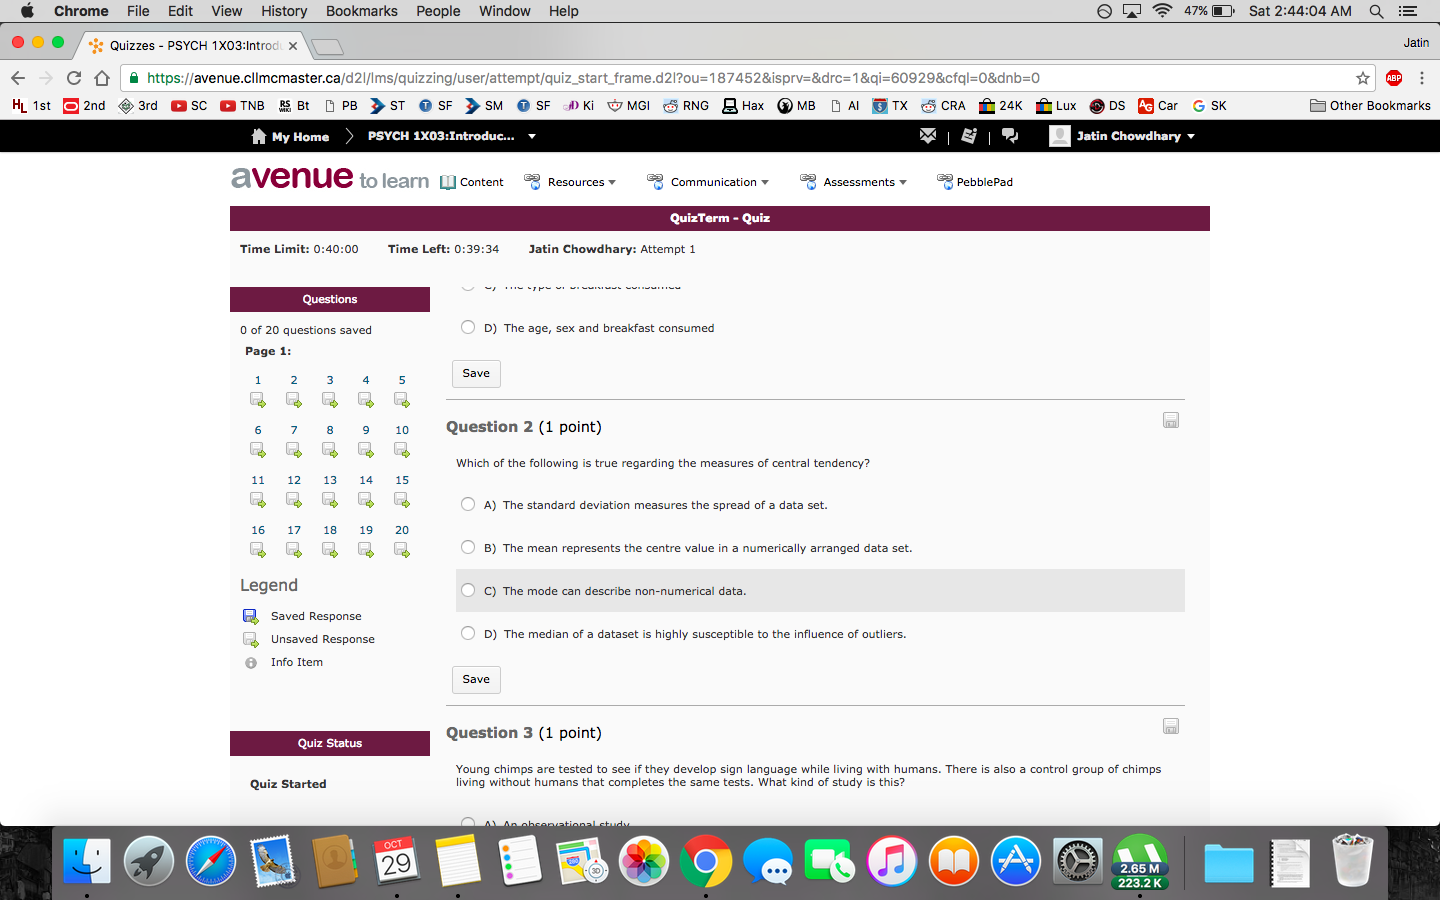 Chrome File Edit View History Bookmarks People Window Help 47% Sat 2:44:04 AM
Quizzes - PSYCH 1X03:Introdu Jatin
https://avenue.cllmcmaster.ca/d2l/lms/quizzing/user/attempt/quiz_start_frame.d2l?ou=187452&isprv=&drc=1&qi=60929&cfql=0&dnb=0 ABP
HL 1st 2nd 3rd SC TNB RS WIKI Bt PB ST T SF SM T SF Ki MGI RNG Hax MB AI TX CRA 24K Lux DS AG Car G SK Other Bookmarks
My Home PSYCH 1X03:Introduc... Jatin Chowdhary
avenue to learn Content Resources Communication Assessments PebblePad
QuizTerm - Quiz
Time Limit: 0:40:00 Time Left: 0:39:34 Jatin Chowdhary: Attempt 1
Questions
0 of 20 questions saved
Page 1:
1 2 3 4 5
6 7 8 9 10
11 12 13 14 15
16 17 18 19 20
Legend
Saved Response
Unsaved Response
Info Item
Quiz Status
Quiz Started
C) The type of breakfast consumed
D) The age, sex and breakfast consumed
Save
Question 2 (1 point)
Which of the following is true regarding the measures of central tendency?
A) The standard deviation measures the spread of a data set.
B) The mean represents the centre value in a numerically arranged data set.
C) The mode can describe non-numerical data.
D) The median of a dataset is highly susceptible to the influence of outliers.
Save
Question 3 (1 point)
Young chimps are tested to see if they develop sign language while living with humans. There is also a control group of chimps
living without humans that completes the same tests. What kind of study is this?
A) An observational study
OCT
29
3D
2.65 M
223.2 K